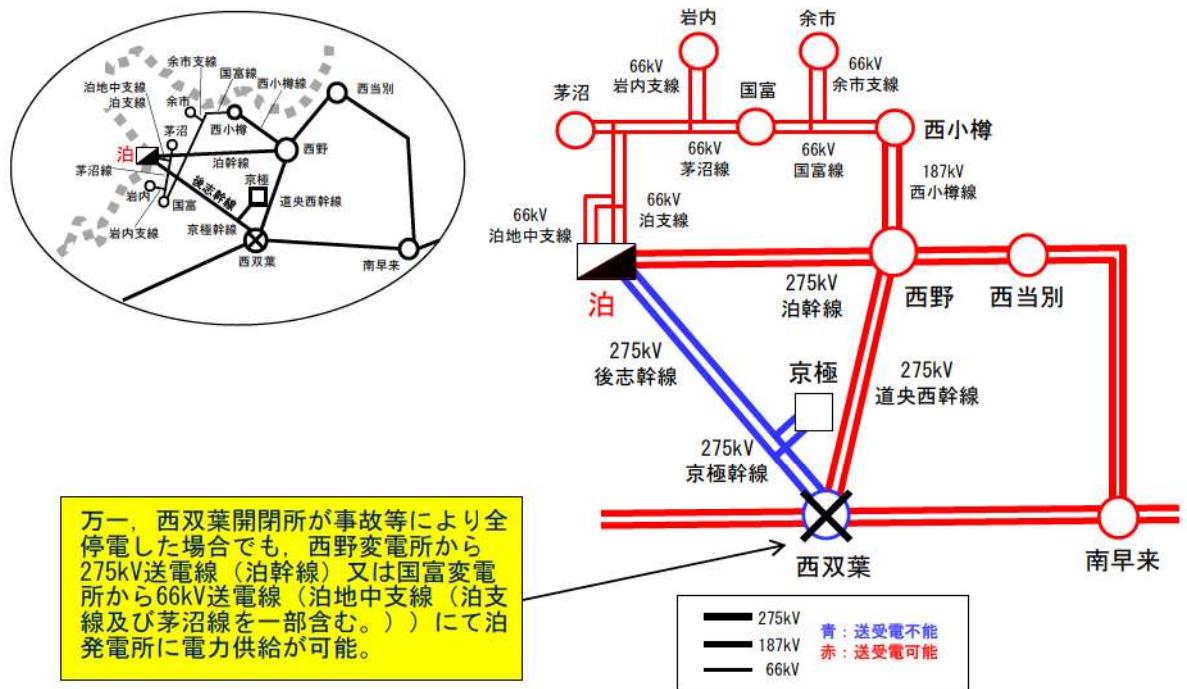 余市支線
国富線
泊地中支線
泊支線
西小樽線
余市
西当別
茅沼
西小樽
泊
泊幹線
西野
茅沼線
後志幹線
京極
岩内
国富
道央西幹線
京極幹線
岩内支線
西双葉
南早来
岩内
余市
66kV
岩内支線
66kV
余市支線
茅沼
国富
西小樽
66kV
茅沼線
66kV
国富線
187kV
西小樽線
66kV
泊地中支線
66kV
泊支線
泊
275kV
泊幹線
西野
西当別
275kV
後志幹線
京極
275kV
道央西幹線
275kV
京極幹線
西双葉
南早来
万一，西双葉開閉所が事故等により全
停電した場合でも，西野変電所から
275kV送電線（泊幹線）又は国富変電
所から66kV送電線（泊地中支線（泊支
線及び茅沼線を一部含む。））にて泊
発電所に電力供給が可能。
275kV
187kV
66kV
青：送受電不能
赤：送受電可能